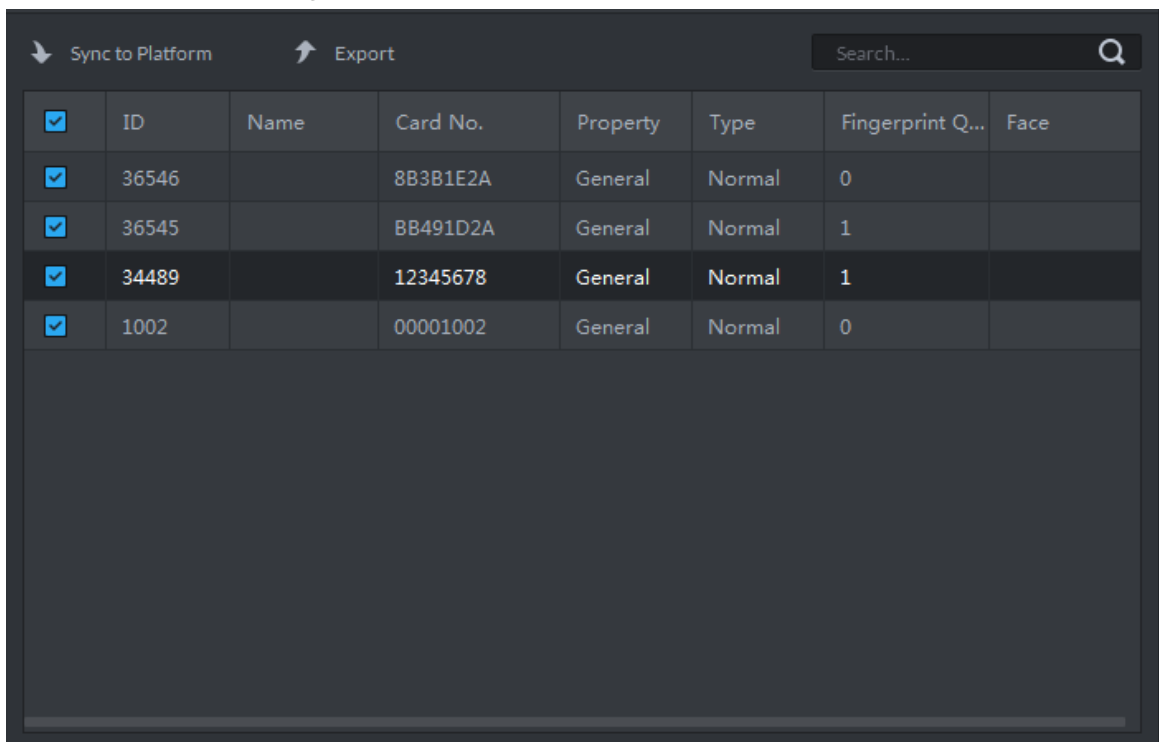 Sync to Platform Export Search...
ID Name Card No. Property Type Fingerprint Q... Face
36546 8B3B1E2A General Normal 0
36545 BB491D2A General Normal 1
34489 12345678 General Normal 1
1002 00001002 General Normal 0